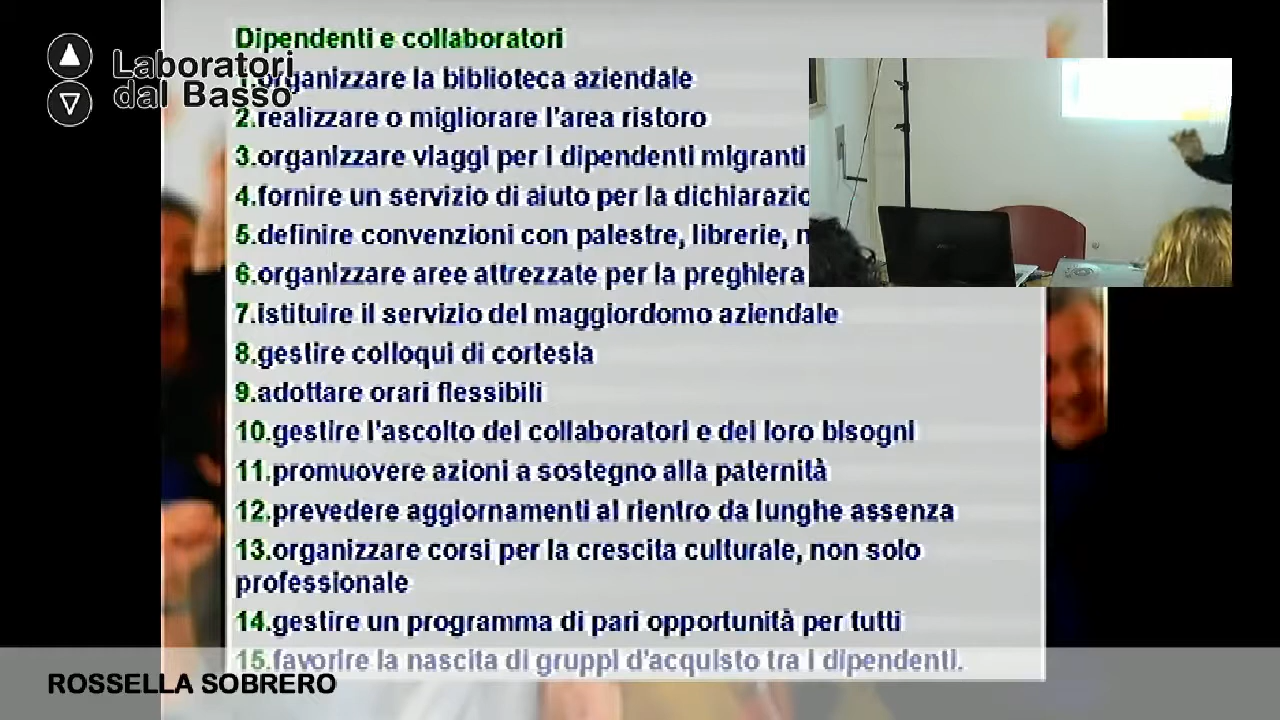 Dipendenti e collaboratori
Laboratori
dal Basso
1.organizzare la biblioteca aziendale
2.realizzare o migliorare l'area ristoro
3.organizzare viaggi per i dipendenti migranti
4.fornire un servizio di aiuto per la
5.definire convenzioni con palestre, librerie,
6.organizzare aree attrezzate per la preghiera
7.istituire il servizio del maggiordomo aziendale
8.gestire colloqui di cortesia
9.adottare orari flessibili
10.gestire l'ascolto dei collaboratori e dei loro bisogni
11.promuovere azioni a sostegno alla paternità
12.prevedere aggiornamenti al rientro da lunghe assenza
13.organizzare corsi per la crescita culturale, non solo
professionale
14.gestire un programma di pari opportunità per tutti
15.favorire la nascita di gruppi d'acquisto tra i dipendenti.
ROSSELLA SOBRERO